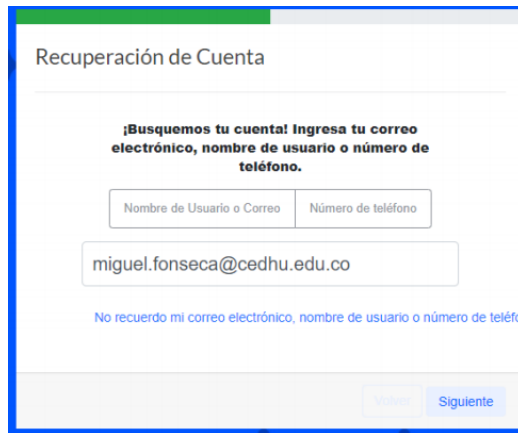 Recuperación de Cuenta
¡Busquemos tu cuenta! Ingresa tu correo
electrónico, nombre de usuario o número de
teléfono.
Nombre de Usuario o Correo
Número de teléfono
miguel.fonseca@cedhu.edu.co
No recuerdo mi correo electrónico, nombre de usuario o número de teléfo
Volver
Siguiente